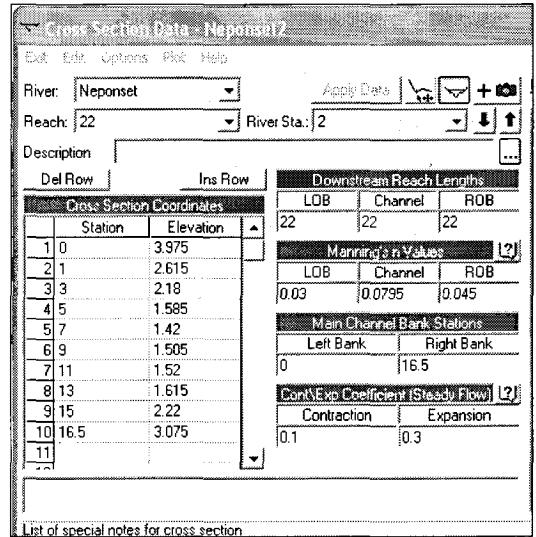 Cross Section Data - Neponset2
Exit Edit Options Plot Help
River: Neponset Apply Data
Reach: 22 River Sta.: 2
Description ...
Del Row Ins Row
Cross Section Coordinates
Station Elevation
1 0 3.975
2 1 2.615
3 3 2.18
4 5 1.585
5 7 1.42
6 9 1.505
7 11 1.52
8 13 1.615
9 15 2.22
10 16.5 3.075
11
Downstream Reach Lengths
LOB Channel ROB
22 22 22
Manning's n Values ?
LOB Channel ROB
0.03 0.0795 0.045
Main Channel Bank Stations
Left Bank Right Bank
0 16.5
Cont\Exp Coefficient (Steady Flow) ?
Contraction Expansion
0.1 0.3
List of special notes for cross section